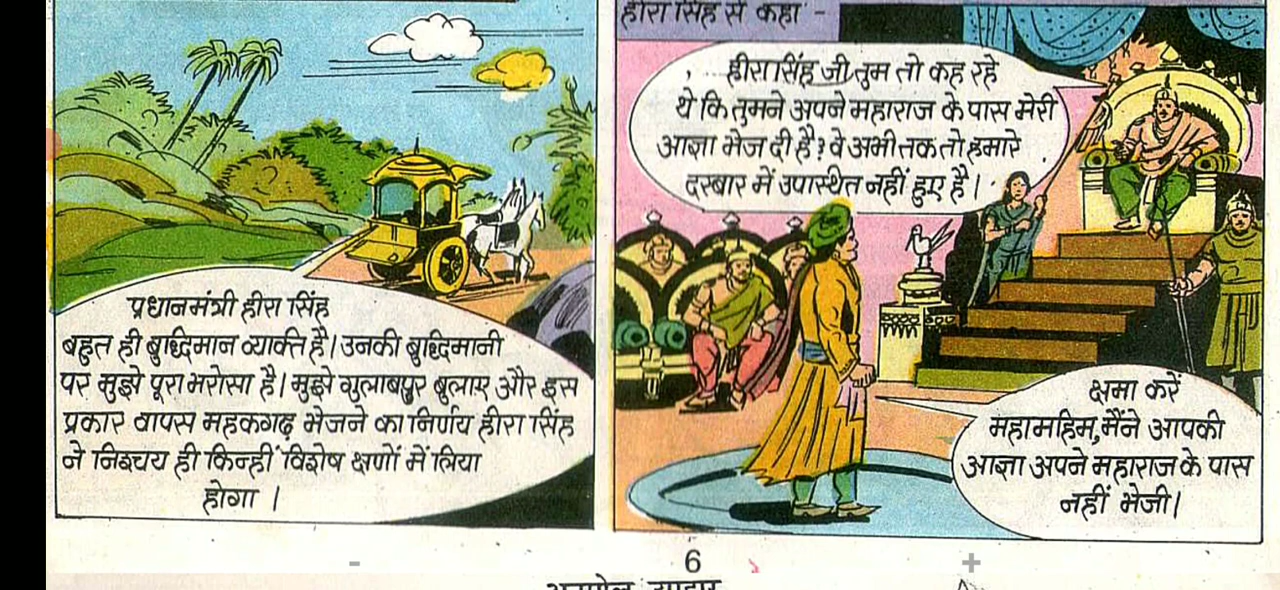 प्रधानमंत्री हीरा सिंह
बहुत ही बुध्दिमान व्यक्ति है। उनकी बुध्दिमानी
पर मुझे पूरा भरोसा है। मुझे गुलाबपुर बुलाए और इस
प्रकार वापस महकगढ़ भेजने का निर्णय हीरा सिंह
ने निश्चय ही किन्हीं विशेष क्षणों में लिया
होगा ।
हीरा सिंह से कहा -
हीरासिंह जी,तुम तो कह रहे
थे कि तुमने अपने महाराज के पास मेरी
आज्ञा भेज दी है? वे अभी तक तो हमारे
दरबार में उपास्थित नहीं हुए है।
क्षमा करें
महामहिम,मैंने आपकी
आज्ञा अपने महाराज के पास
नहीं भेजी।
6